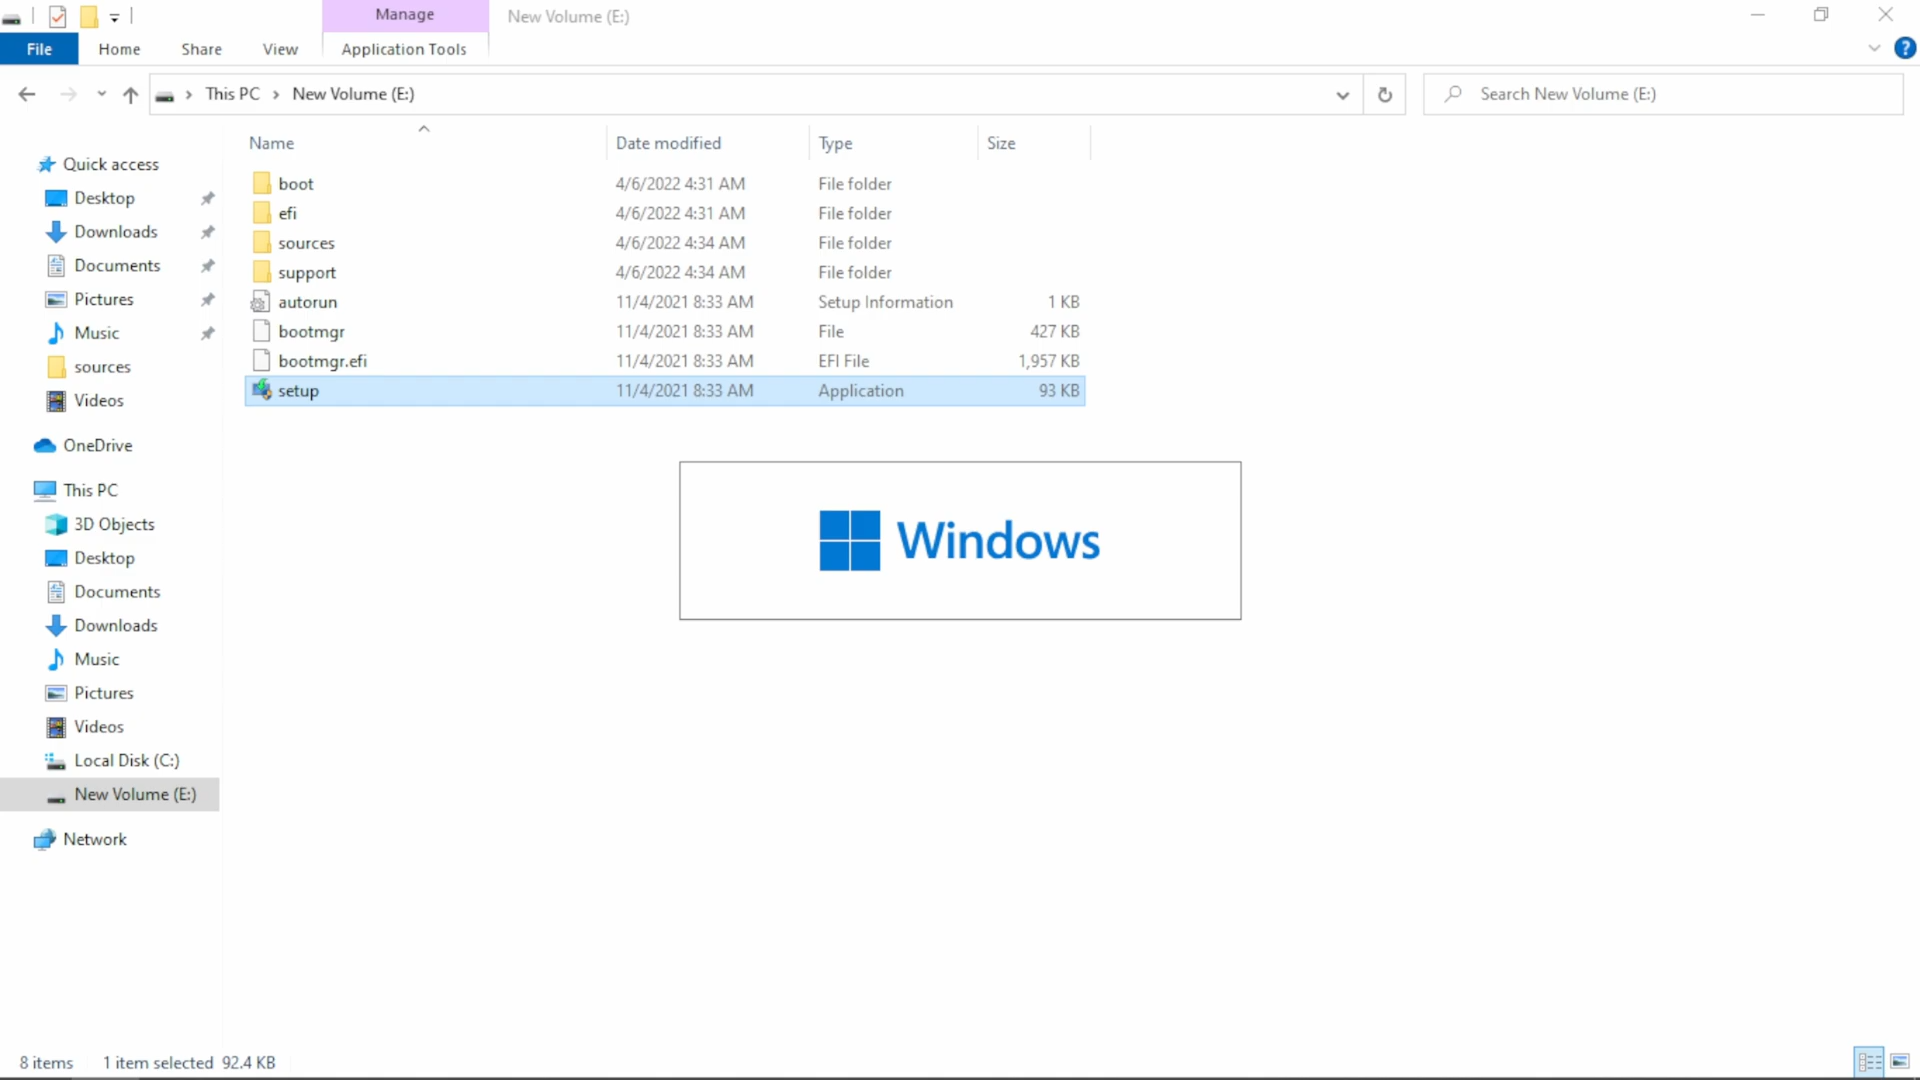 Manage
New Volume (E:)
File
Home
Share
View
Application Tools
?
This PC
New Volume (E:)
Search New Volume (E:)
Name
Date modified
Type
Size
Quick access
Desktop
Downloads
Documents
Pictures
Music
sources
Videos
OneDrive
This PC
3D Objects
Desktop
Documents
Downloads
Music
Pictures
Videos
Local Disk (C:)
New Volume (E:)
Network
boot 4/6/2022 4:31 AM File folder
efi 4/6/2022 4:31 AM File folder
sources 4/6/2022 4:34 AM File folder
support 4/6/2022 4:34 AM File folder
autorun 11/4/2021 8:33 AM Setup Information 1 KB
bootmgr 11/4/2021 8:33 AM File 427 KB
bootmgr.efi 11/4/2021 8:33 AM EFI File 1,957 KB
setup 11/4/2021 8:33 AM Application 93 KB
Windows
8 items 1 item selected 92.4 KB